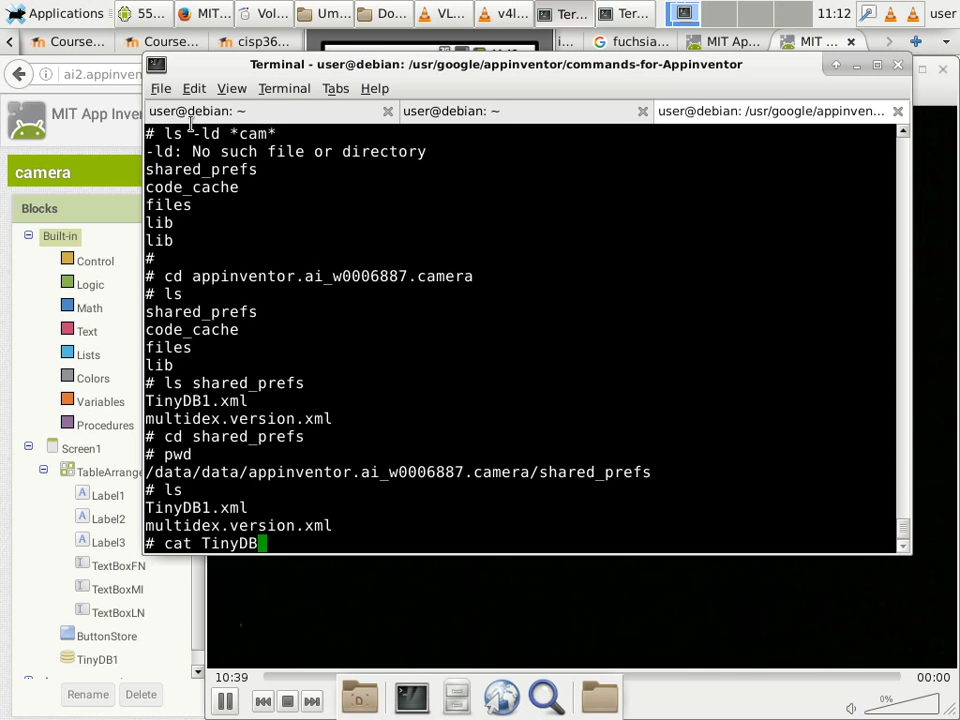 Applications
55...
MIT...
Vol...
Um...
Do...
VL...
v4l...
Ter...
Ter...
11:12
user
Course...
Course...
cisp36...
i...
fuchsia...
MIT Ap...
MIT ...
ai2.appinven
MIT App Inver
Terminal - user@debian: /usr/google/appinventor/commands-for-Appinventor
File Edit View Terminal Tabs Help
user@debian: ~
user@debian: ~
user@debian: /usr/google/appinven...
# ls -ld *cam*
-ld: No such file or directory
shared_prefs
code_cache
files
lib
lib
#
# cd appinventor.ai_w0006887.camera
# ls
shared_prefs
code_cache
files
lib
# ls shared_prefs
TinyDB1.xml
multidex.version.xml
# cd shared_prefs
# pwd
/data/data/appinventor.ai_w0006887.camera/shared_prefs
# ls
TinyDB1.xml
multidex.version.xml
# cat TinyDB
camera
Blocks
Built-in
Control
Logic
Math
Text
Lists
Colors
Variables
Procedures
Screen1
TableArrang
Label1
Label2
Label3
TextBoxFN
TextBoxMI
TextBoxLN
ButtonStore
TinyDB1
Rename Delete
10:39
00:00
0%